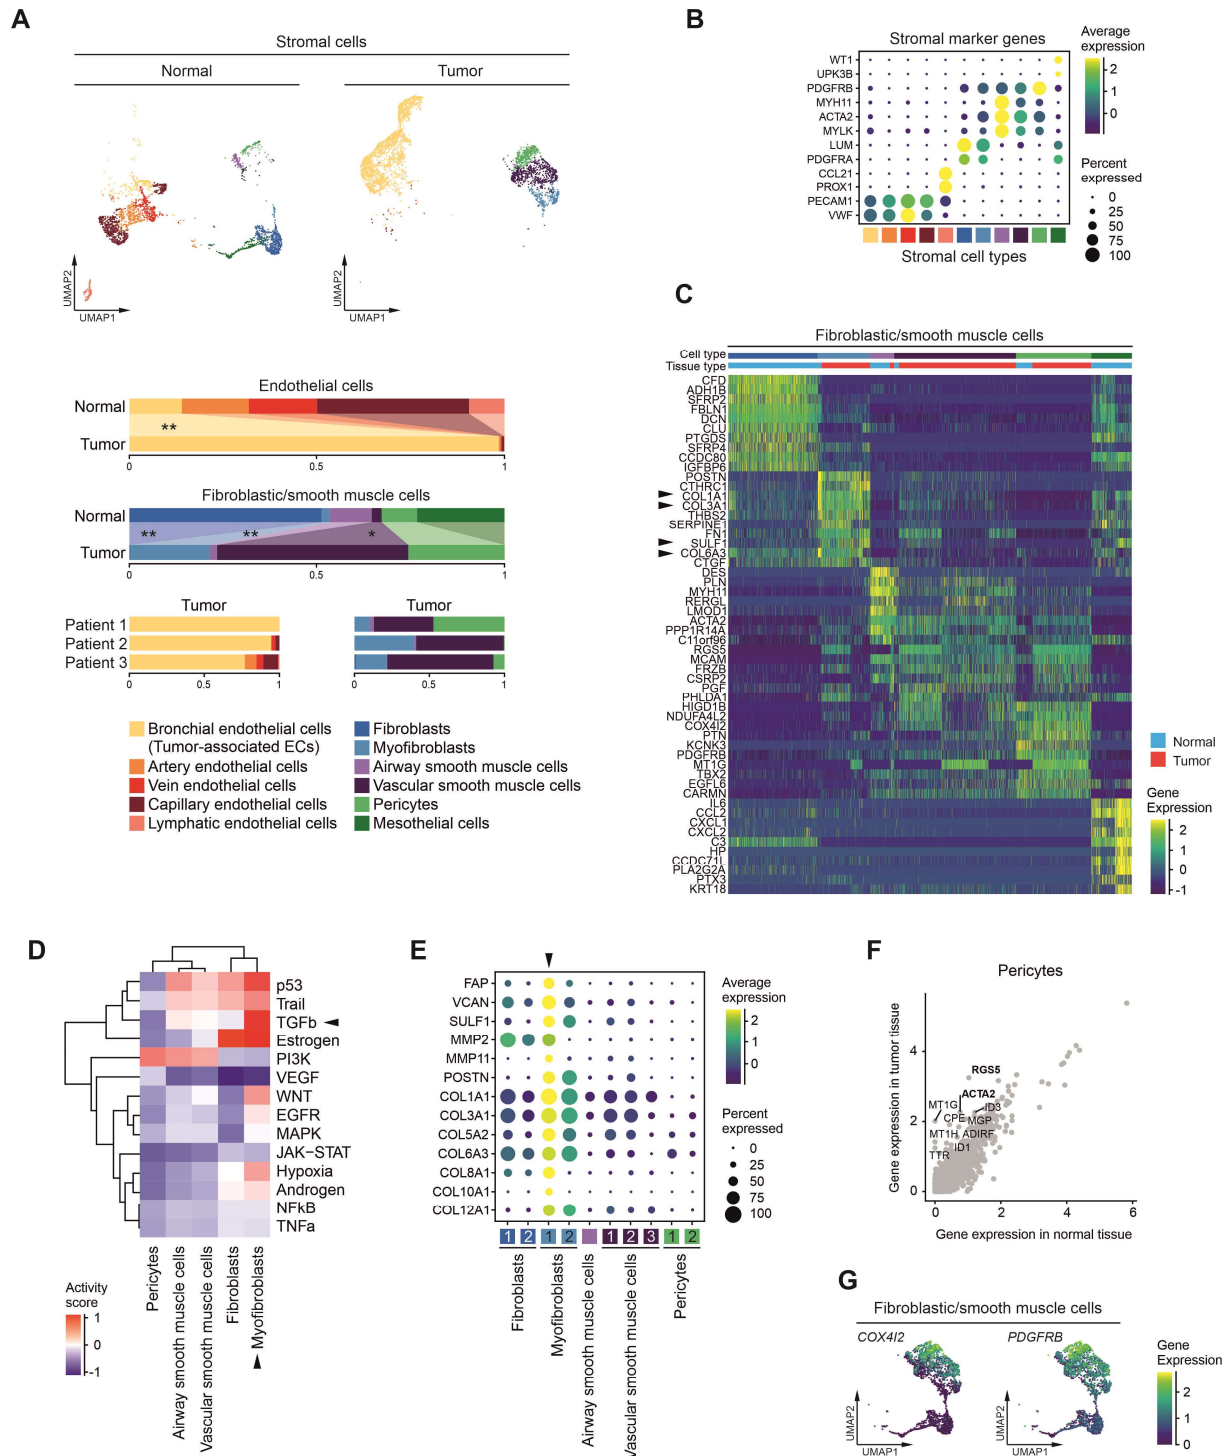 A
Stromal cells
Normal
Tumor
UMAP2
UMAP1
UMAP2
UMAP1
Endothelial cells
Normal
**
Tumor
0
0.5
1
Fibroblastic/smooth muscle cells
Normal
**
**
*
Tumor
0
0.5
1
Tumor
Tumor
Patient 1
Patient 2
Patient 3
0
0.5
1
0
0.5
1
Bronchial endothelial cells
(Tumor-associated ECs)
Artery endothelial cells
Vein endothelial cells
Capillary endothelial cells
Lymphatic endothelial cells
Fibroblasts
Myofibroblasts
Airway smooth muscle cells
Vascular smooth muscle cells
Pericytes
Mesothelial cells
B
Stromal marker genes
WT1
UPK3B
PDGFRB
MYH11
ACTA2
MYLK
LUM
PDGFRA
CCL21
PROX1
PECAM1
VWF
Stromal cell types
Average
expression
2
1
0
Percent
expressed
0
25
50
75
100
C
Fibroblastic/smooth muscle cells
Cell type
Tissue type
CFD
ADH1B
SFRP2
FBLN1
DCN
CLU
PTGDS
SFRP4
CCDC80
IGFBP6
POSTN
CTHRC1
COL1A1
COL3A1
THBS2
SERPINE1
FN1
SULF1
COL6A3
CTGF
DES
PLN
MYH11
RERGL
LMOD1
ACTA2
PPP1R14A
C11orf96
RGS5
MCAM
FRZB
CSRP2
PGF
PHLDA1
HIGD1B
NDUFA4L2
COX4I2
PTN
KCNK3
PDGFRB
MT1G
TBX2
EGFL6
CARMN
IL6
CCL2
CXCL1
CXCL2
C3
HP
CCDC71L
PLA2G2A
PTX3
KRT18
Normal
Tumor
Gene
Expression
2
1
0
-1
D
p53
Trail
TGFb
Estrogen
PI3K
VEGF
WNT
EGFR
MAPK
JAK−STAT
Hypoxia
Androgen
NFkB
TNFa
Pericytes
Airway smooth muscle cells
Vascular smooth muscle cells
Fibroblasts
Myofibroblasts
Activity
score
1
0
-1
E
FAP
VCAN
SULF1
MMP2
MMP11
POSTN
COL1A1
COL3A1
COL5A2
COL6A3
COL8A1
COL10A1
COL12A1
1 2 1 2 1 2 3 1 2
Fibroblasts
Myofibroblasts
Airway smooth muscle cells
Vascular smooth muscle cells
Pericytes
Average
expression
2
1
0
Percent
expressed
0
25
50
75
100
F
Pericytes
Gene expression in tumor tissue
4
2
0
RGS5
ACTA2
MT1G
ID3
CPE
MGP
MT1H
ADIRF
ID1
TTR
0
2
4
6
Gene expression in normal tissue
G
Fibroblastic/smooth muscle cells
COX4I2
PDGFRB
UMAP2
UMAP1
UMAP2
UMAP1
Gene
Expression
2
1
0